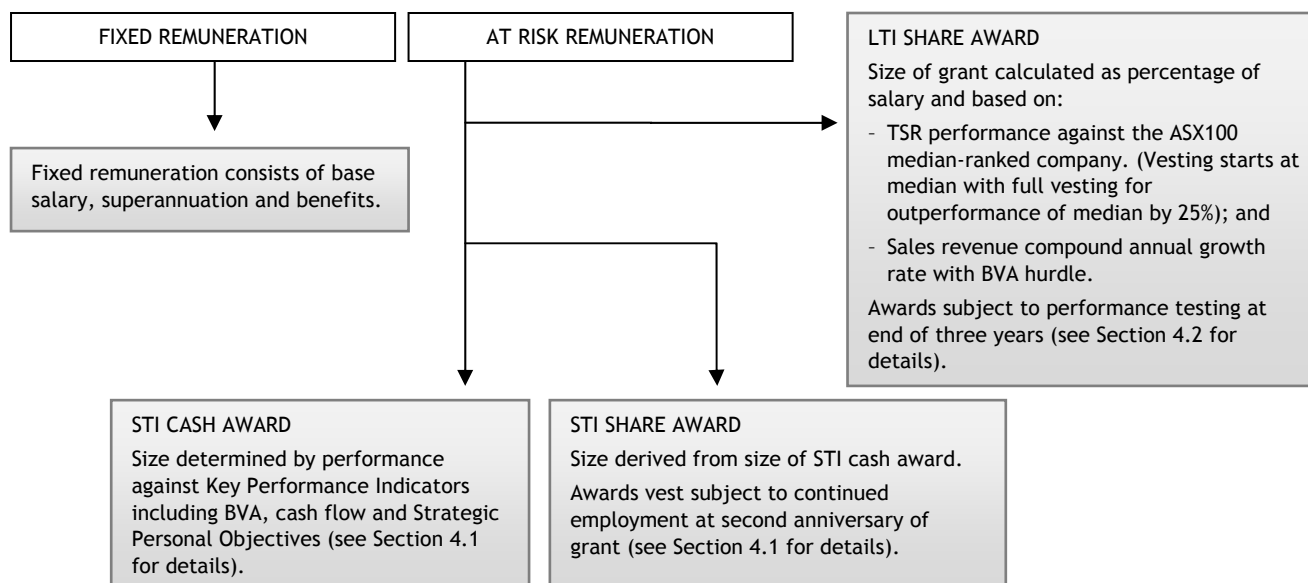 FIXED REMUNERATION
Fixed remuneration consists of base
salary, superannuation and benefits.
AT RISK REMUNERATION
LTI SHARE AWARD
Size of grant calculated as percentage of
salary and based on:
- TSR performance against the ASX100
median-ranked company. (Vesting starts at
median with full vesting for
outperformance of median by 25%); and
- Sales revenue compound annual growth
rate with BVA hurdle.
Awards subject to performance testing at
end of three years (see Section 4.2 for
details).
STI CASH AWARD
Size determined by performance
against Key Performance Indicators
including BVA, cash flow and Strategic
Personal Objectives (see Section 4.1
for details).
STI SHARE AWARD
Size derived from size of STI cash award.
Awards vest subject to continued
employment at second anniversary of
grant (see Section 4.1 for details).